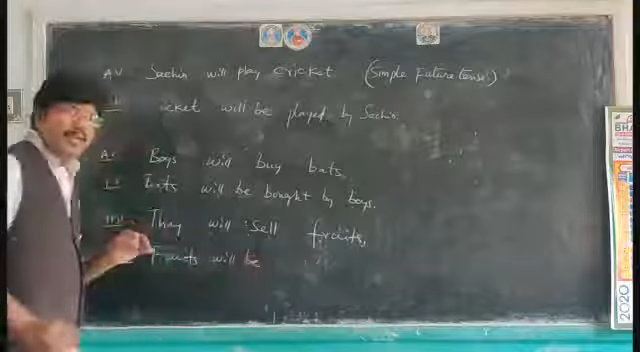 A.V. Sachin will play cricket. (Simple Future Tense)
icket will be played by Sachin.
A.V. Boys will buy bats.
Bats will be bought by boys.
They will sell fruits.
Fruits will be
2020